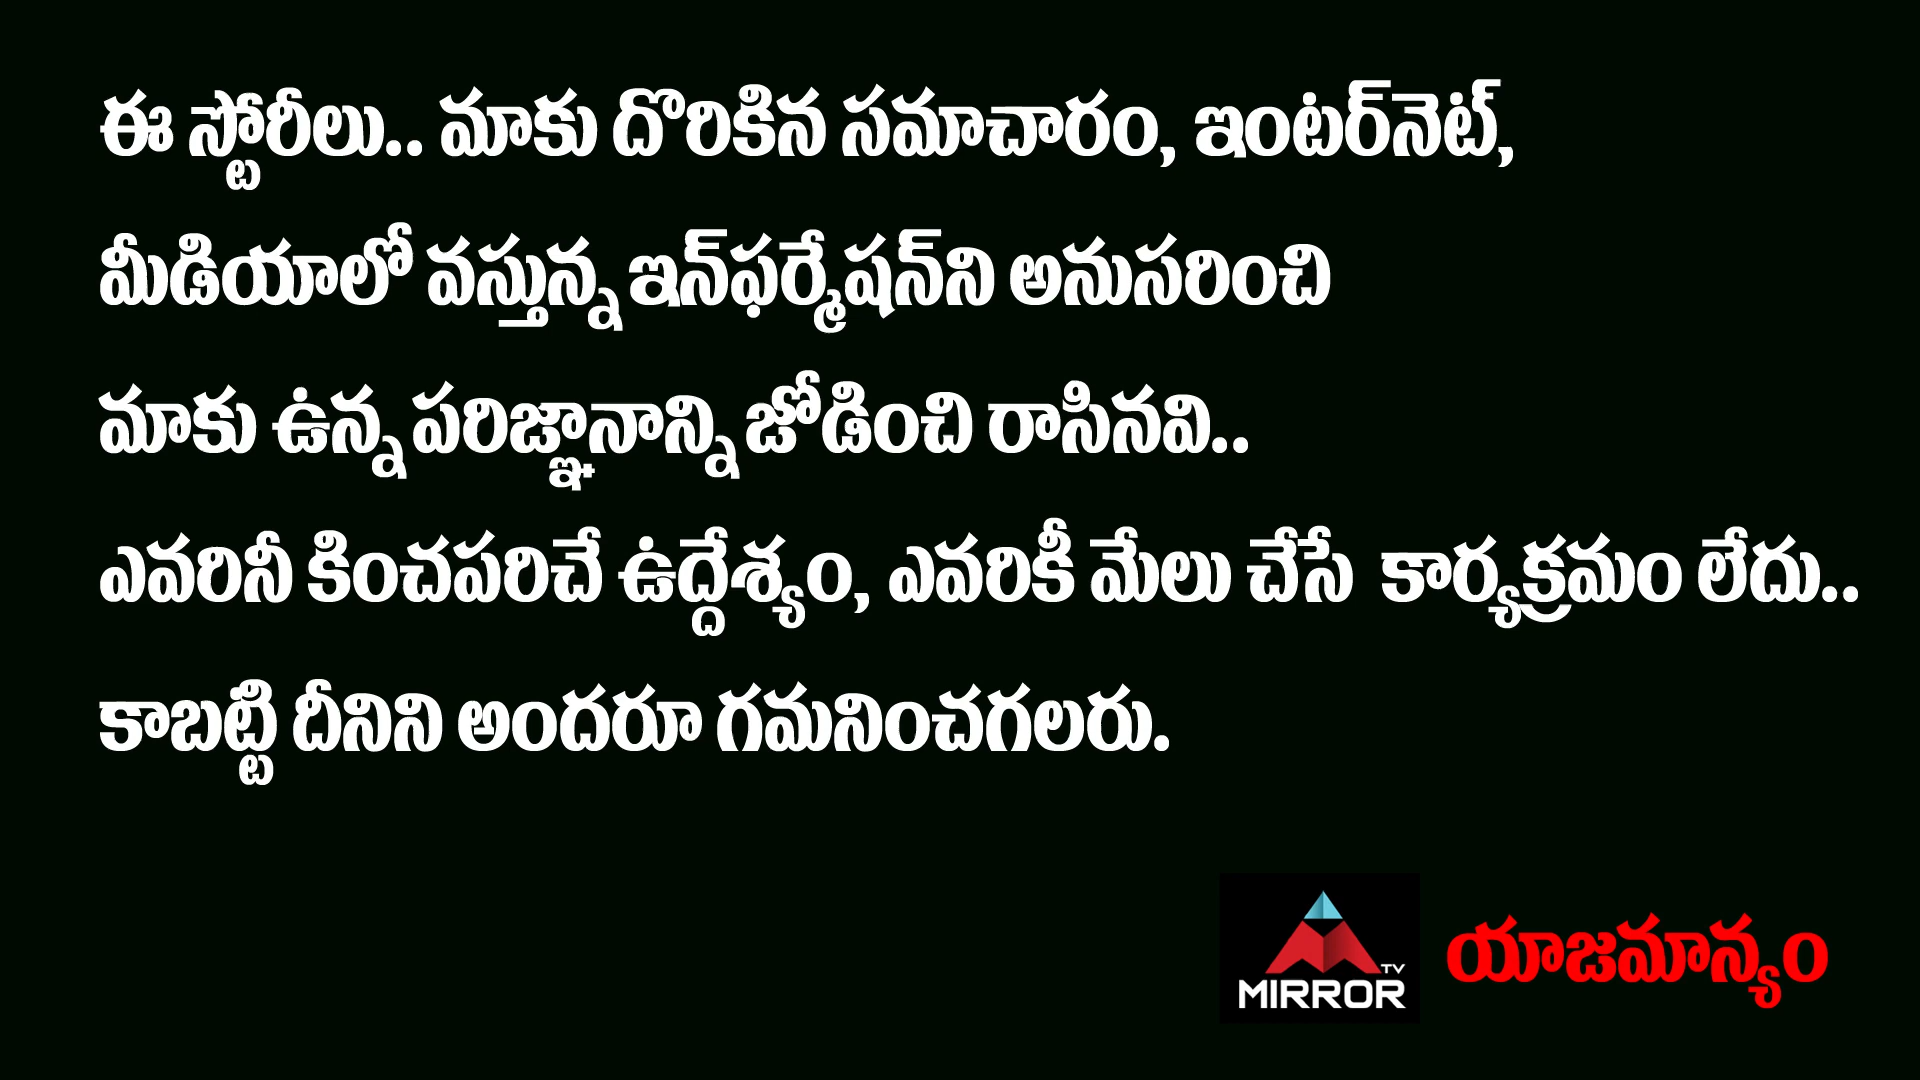 ఈ స్టోరీలు.. మాకు దొరికిన సమాచారం, ఇంటర్‌నెట్,
మీడియాలో వస్తున్న ఇన్‌ఫర్మేషన్‌ని అనుసరించి
మాకు ఉన్న పరిజ్ఞానాన్ని జోడించి రాసినవి..
ఎవరినీ కించపరిచే ఉద్దేశ్యం, ఎవరికీ మేలు చేసే కార్యక్రమం లేదు..
కాబట్టి దీనిని అందరూ గమనించగలరు.
TV
MIRROR
యాజమాన్యం